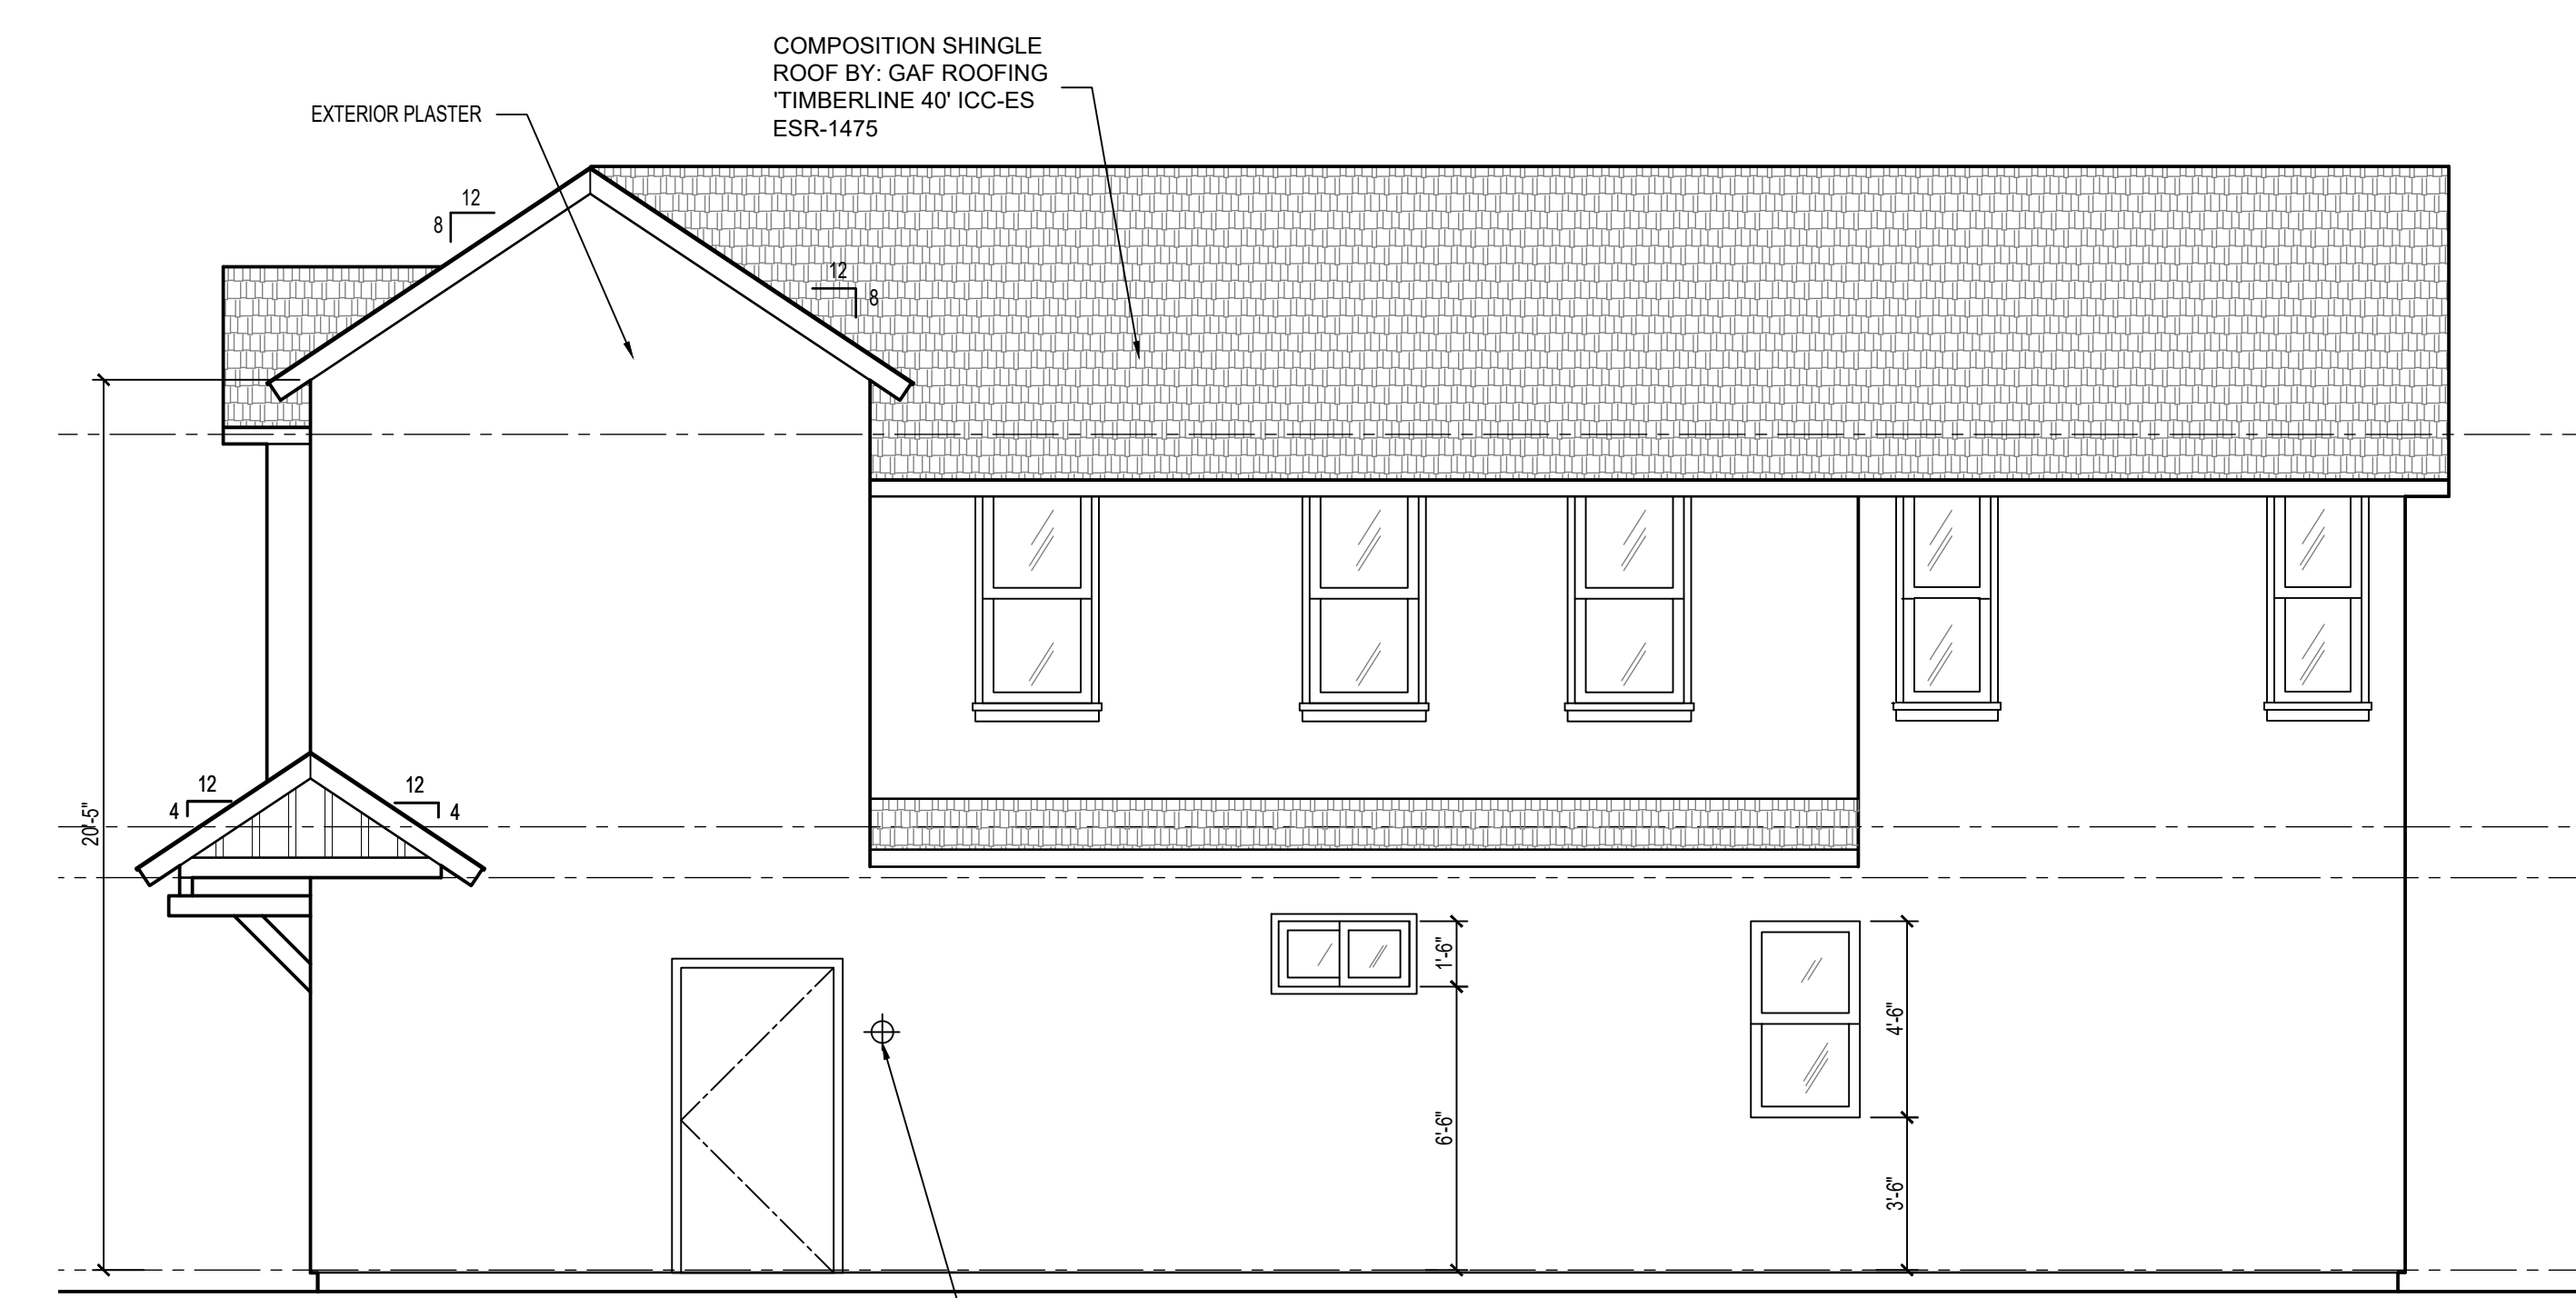 COMPOSITION SHINGLE
ROOF BY: GAF ROOFING
'TIMBERLINE 40' ICC-ES
ESR-1475
EXTERIOR PLASTER
12
8
12
8
20'-5"
12
4
12
4
1'-6"
6'-6"
4'-6"
3'-6"